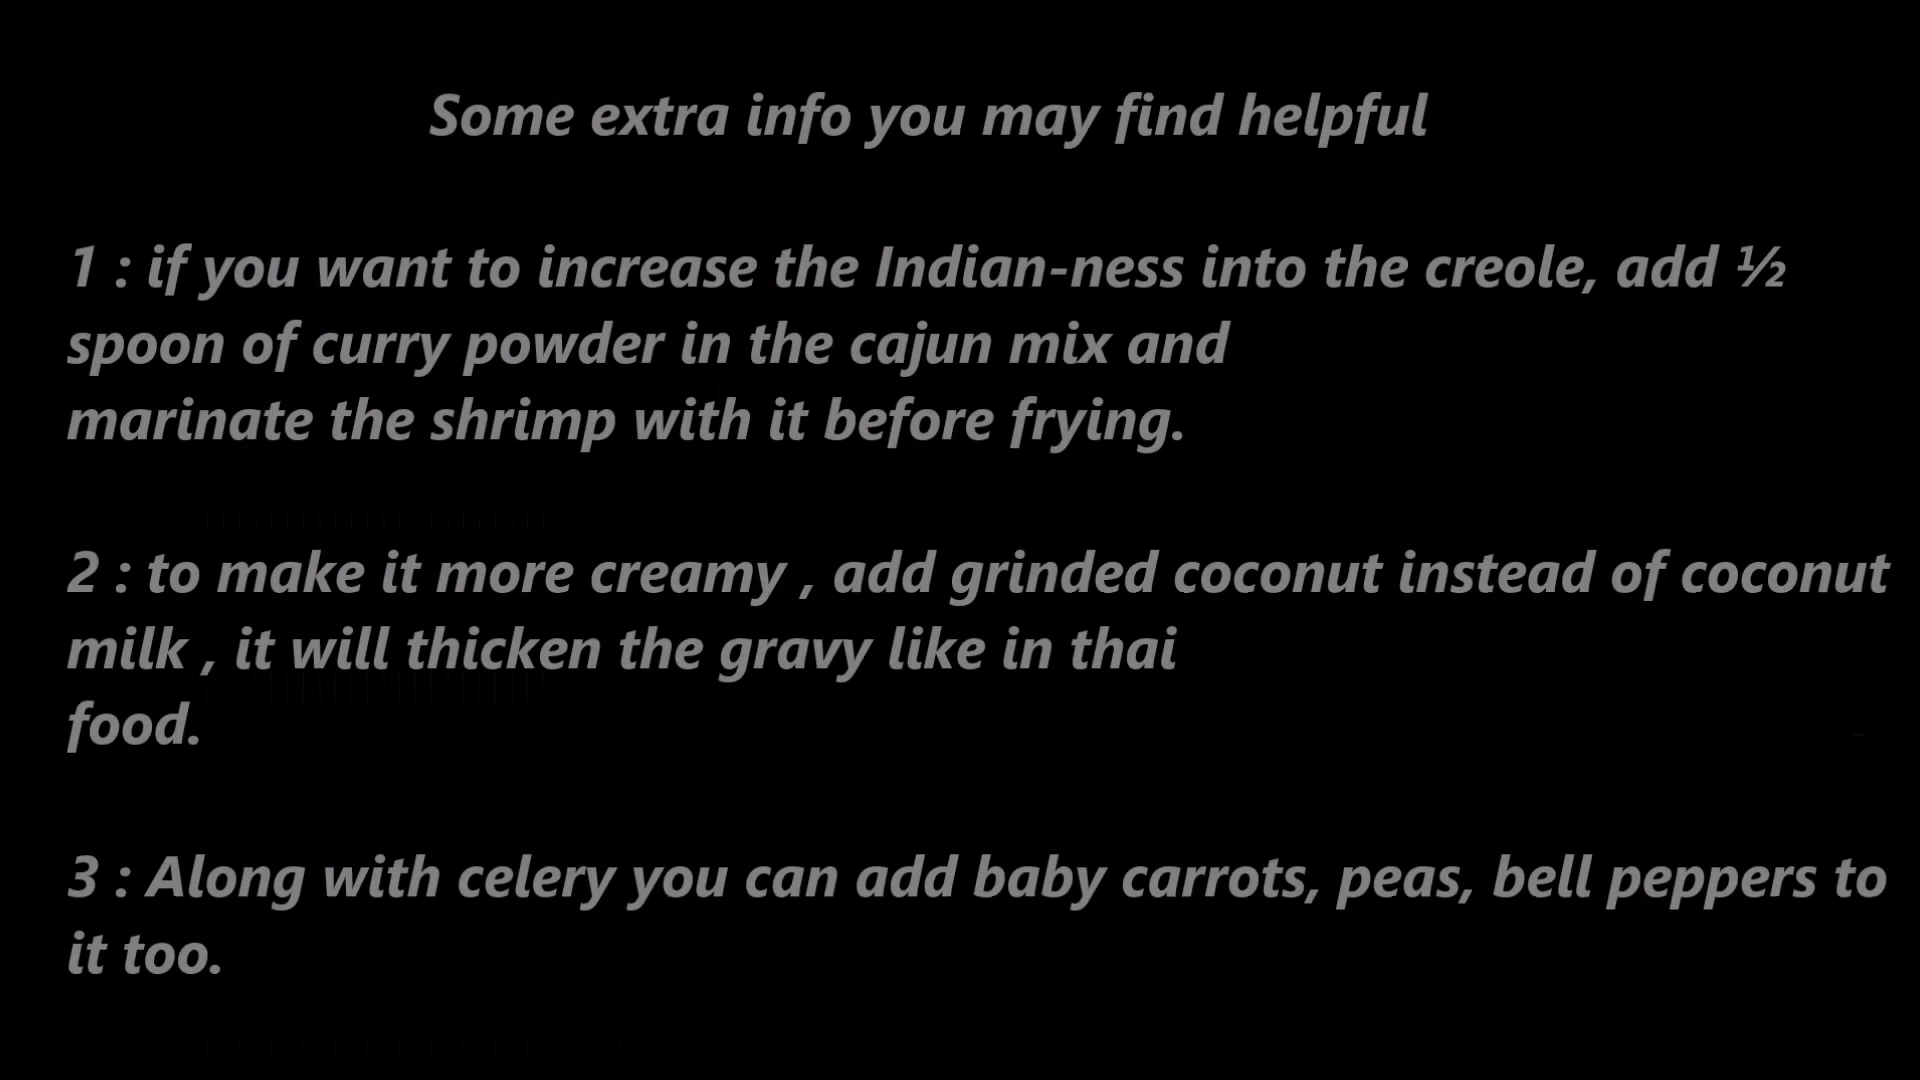 Some extra info you may find helpful
1 : if you want to increase the Indian-ness into the creole, add ½
spoon of curry powder in the cajun mix and
marinate the shrimp with it before frying.
2 : to make it more creamy , add grinded coconut instead of coconut
milk , it will thicken the gravy like in thai
food.
3 : Along with celery you can add baby carrots, peas, bell peppers to
it too.